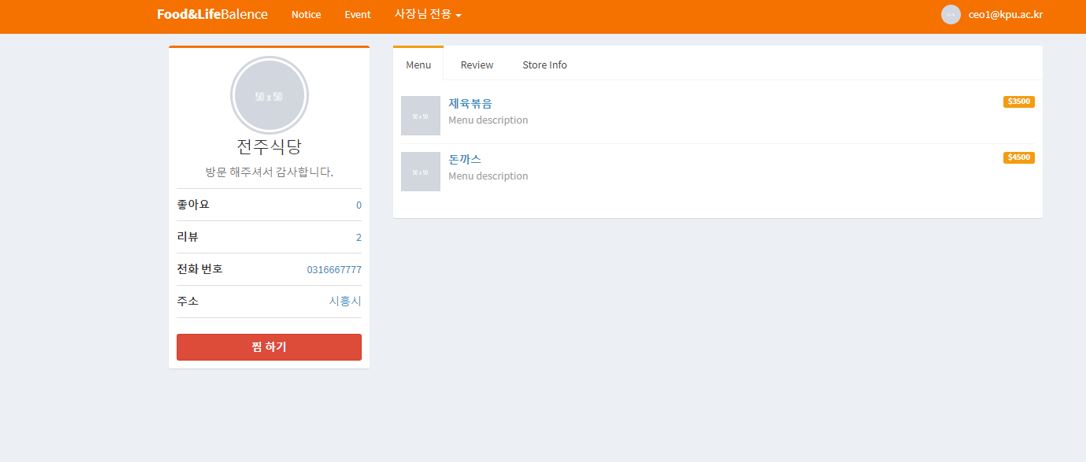 Food&LifeBalence Notice Event 사장님 전용 ceo1@kpu.ac.kr
50 x 50
전주식당
방문 해주셔서 감사합니다.
좋아요 0
리뷰 2
전화 번호 0316667777
주소 시흥시
찜 하기
Menu Review Store Info
50 x 50
제육볶음 $3500
Menu description
50 x 50
돈까스 $4500
Menu description